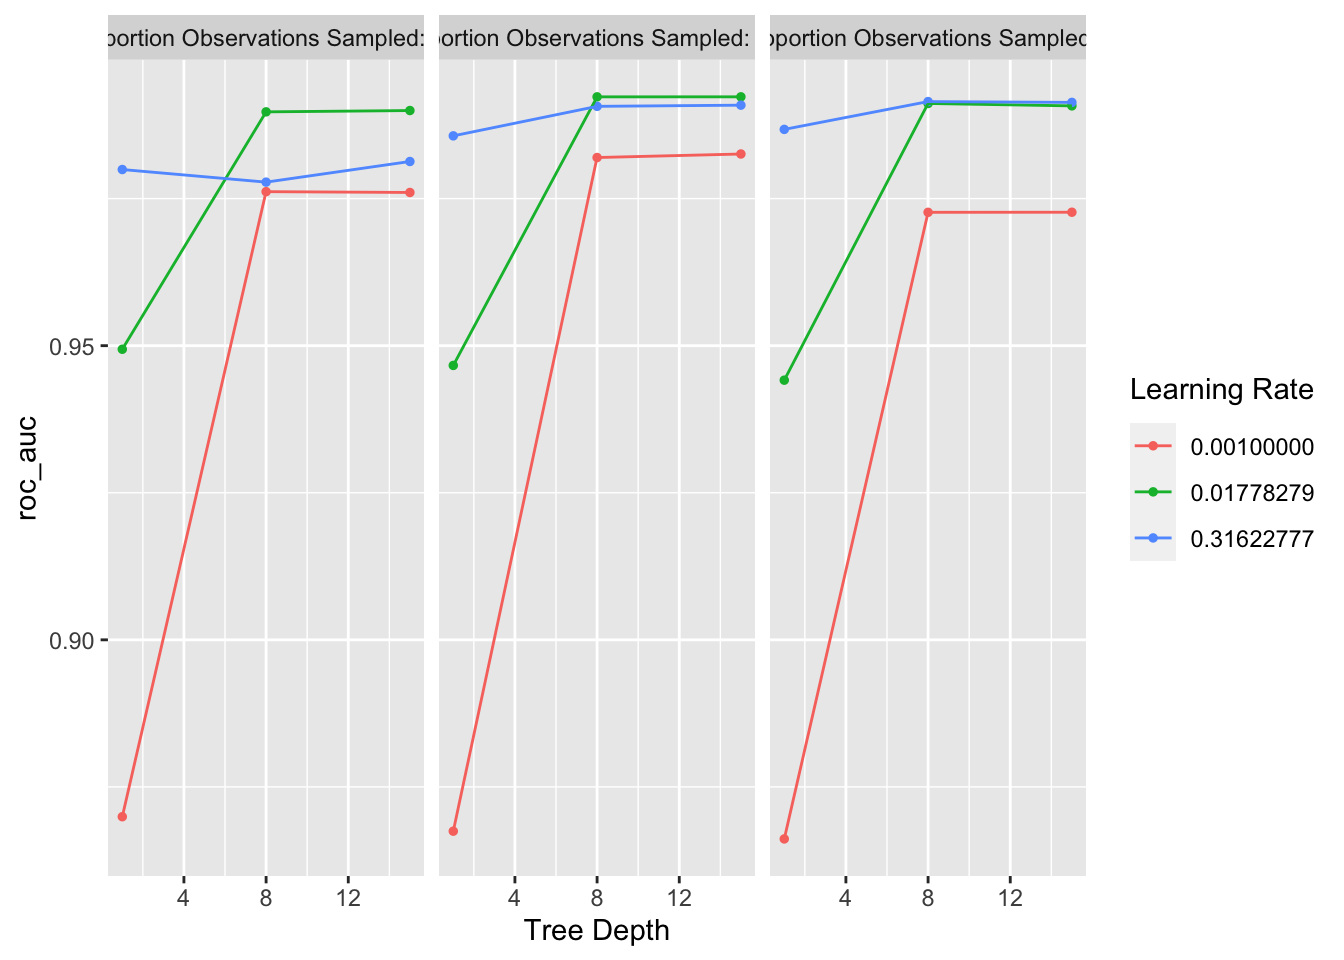 portion Observations Sampled:
portion Observations Sampled:
oportion Observations Sampled
0.95
0.90
roc_auc
4 8 12
4 8 12
4 8 12
Tree Depth
Learning Rate
0.00100000
0.01778279
0.31622777